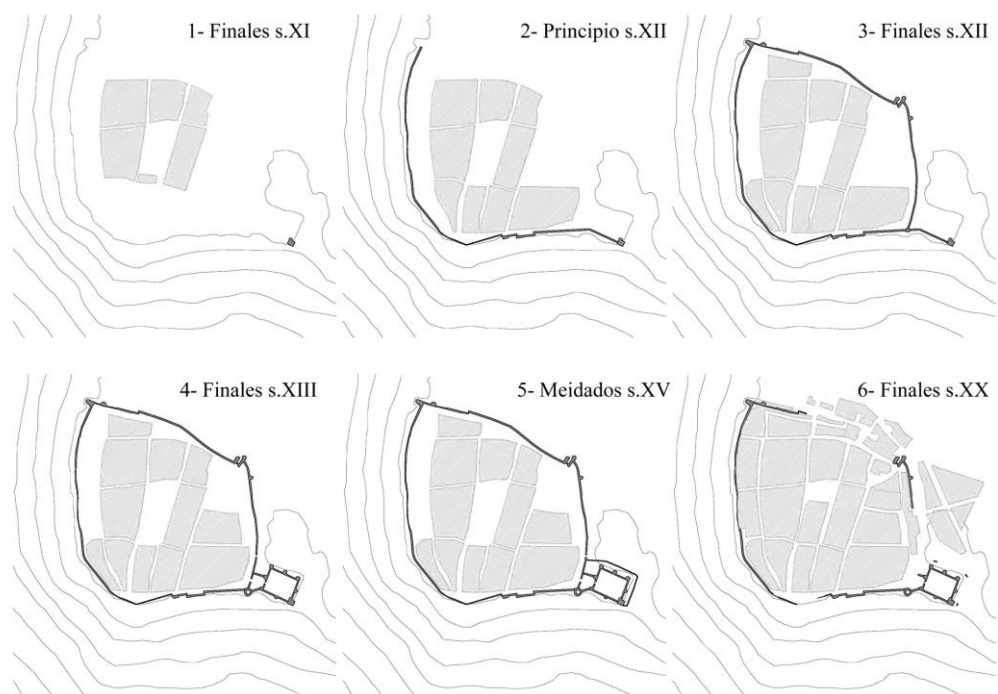 1- Finales s.XI
2- Principio s.XII
3- Finales s.XII
4- Finales s.XIII
5- Meidados s.XV
6- Finales s.XX